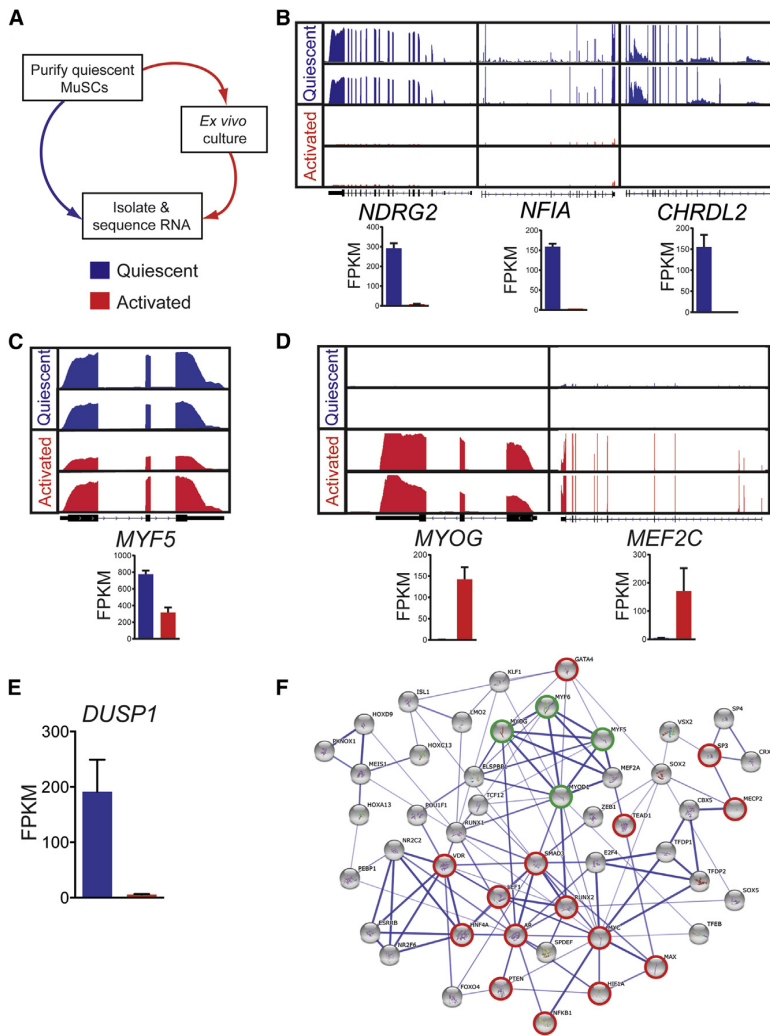 A
Purify quiescent
MuSCs
Ex vivo
culture
Isolate &
sequence RNA
Quiescent
Activated
B
Quiescent
Activated
NDRG2
NFIA
CHRDL2
FPKM
400
300
200
100
0
FPKM
200
150
100
50
0
FPKM
200
150
100
50
0
C
Quiescent
Activated
MYF5
FPKM
1000
800
600
400
200
0
D
Quiescent
Activated
MYOG
MEF2C
FPKM
200
150
100
50
0
FPKM
300
200
100
0
E
DUSP1
FPKM
300
200
100
0
F
GATA4
KLF1
MYF6
ISL1
LMO2
MYOG
MYF5
HOXD9
SP4
VSX2
SP3
CRX
PKNOX1
HOXC13
MEIS1
ELSPBP1
MEF2A
SOX2
MYOD1
TCF12
HOXA13
POU1F1
ZEB1
TEAD1
CBX5
MECP2
RUNX1
NR2C2
E2F4
TFDP1
PEBP1
VDR
SMAD3
TFDP2
LEF1
RUNX2
SOX5
ESRRB
HNF4A
AR
MYC
TFEB
NR2F6
SPDEF
MAX
FOXO4
PTEN
HIF1A
NFKB1